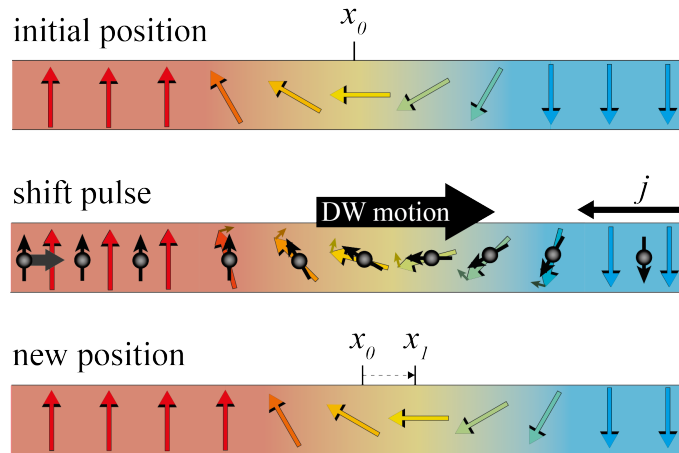 x0
initial position
shift pulse
DW motion
j
new position
x0 x1